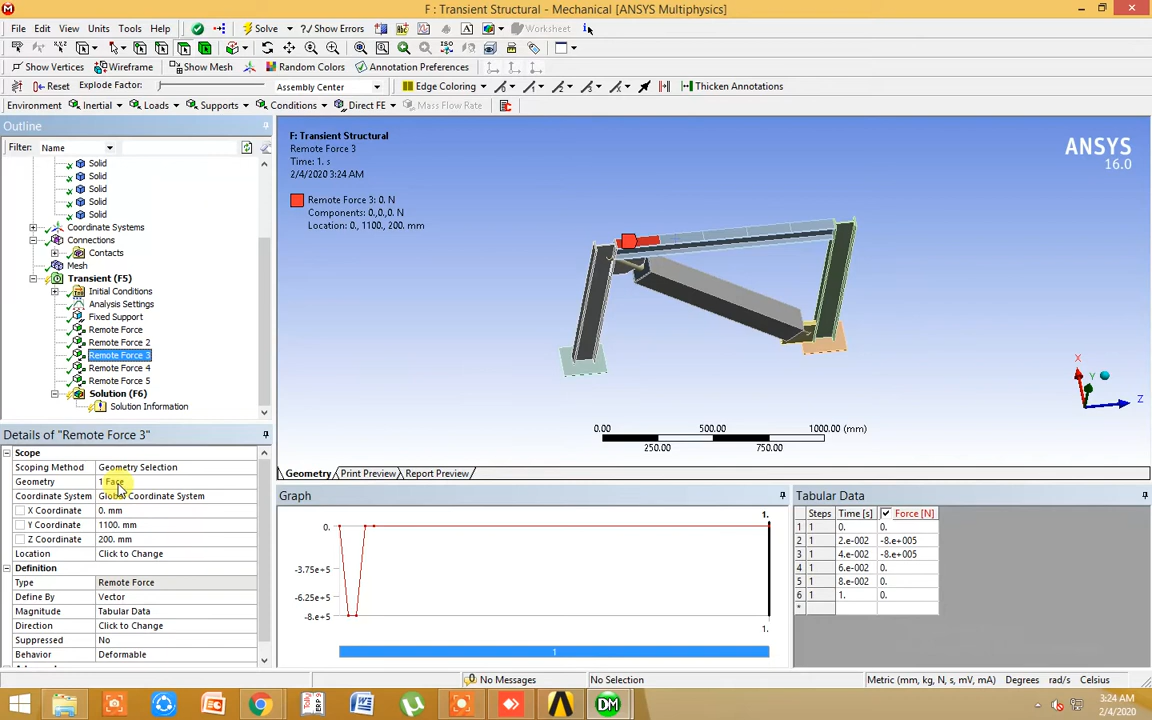 F : Transient Structural - Mechanical [ANSYS Multiphysics]
File Edit View Units Tools Help Solve ?/ Show Errors Worksheet
Show Vertices Wireframe Show Mesh Random Colors Annotation Preferences
Reset Explode Factor: Assembly Center Edge Coloring Thicken Annotations
Environment Inertial Loads Supports Conditions Direct FE Mass Flow Rate
Outline
Filter: Name
Solid
Solid
Solid
Solid
Solid
Coordinate Systems
Connections
Contacts
Mesh
Transient (F5)
Initial Conditions
Analysis Settings
Fixed Support
Remote Force
Remote Force 2
Remote Force 3
Remote Force 4
Remote Force 5
Solution (F6)
Solution Information
Details of "Remote Force 3"
Scope
Scoping Method Geometry Selection
Geometry 1 Face
Coordinate System Global Coordinate System
X Coordinate 0. mm
Y Coordinate 1100. mm
Z Coordinate 200. mm
Location Click to Change
Definition
Type Remote Force
Define By Vector
Magnitude Tabular Data
Direction Click to Change
Suppressed No
Behavior Deformable
F: Transient Structural
Remote Force 3
Time: 1. s
2/4/2020 3:24 AM
Remote Force 3: 0. N
Components: 0.,0.,0. N
Location: 0., 1100., 200. mm
ANSYS
16.0
X
Y
Z
0.00 500.00 1000.00 (mm)
250.00 750.00
Geometry Print Preview Report Preview
Graph
1.
0.
-3.75e+5
-6.25e+5
-8.e+5
1.
1
Tabular Data
Steps Time [s] Force [N]
1 1 0. 0.
2 1 2.e-002 -8.e+005
3 1 4.e-002 -8.e+005
4 1 6.e-002 0.
5 1 8.e-002 0.
6 1 1. 0.
*
No Messages No Selection Metric (mm, kg, N, s, mV, mA) Degrees rad/s Celsius
DM
3:24 AM
2/4/2020